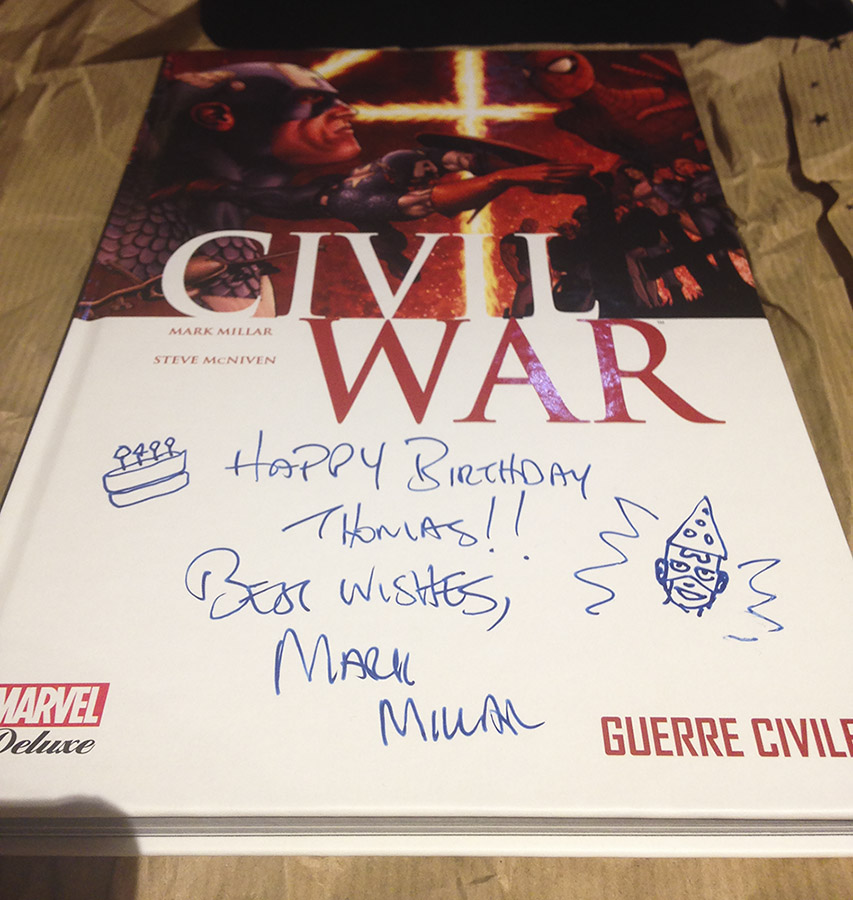 CIVIL
WAR
MARK MILLAR
STEVE McNIVEN
HAPPY BIRTHDAY
THOMAS!!
BEST WISHES,
MARK
MILLAR
MARVEL
Deluxe
GUERRE CIVILE